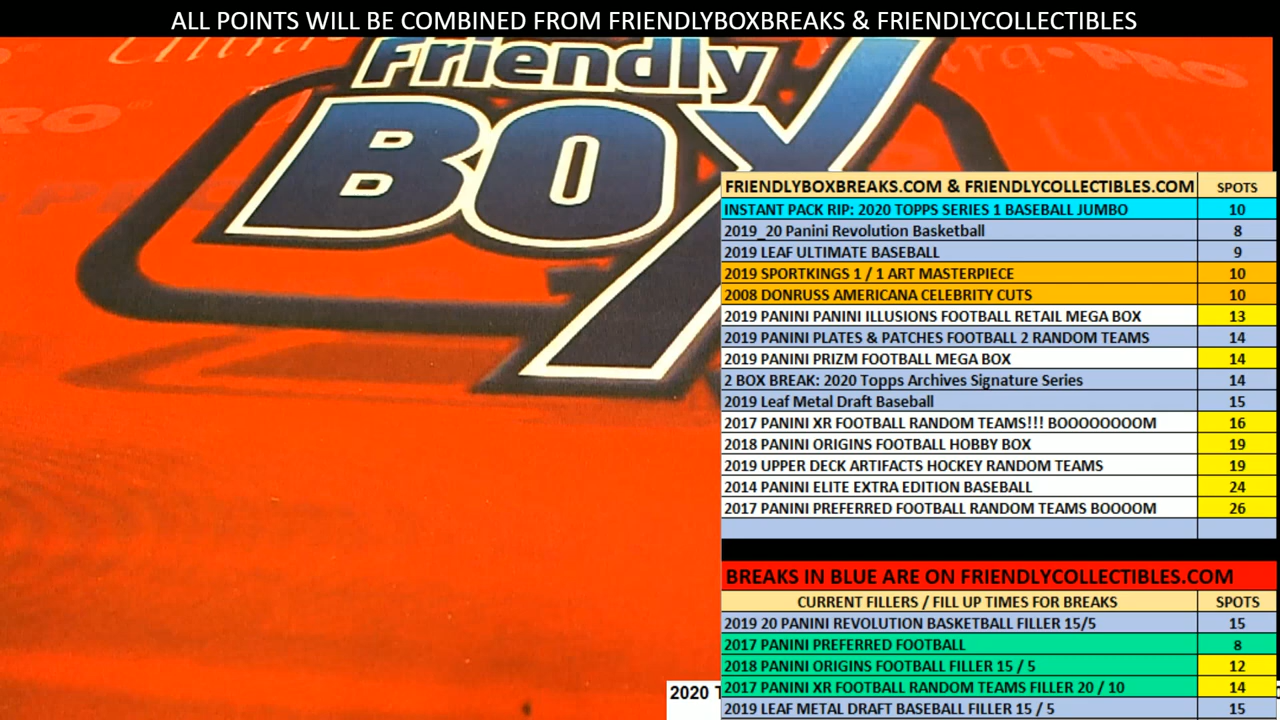 ALL POINTS WILL BE COMBINED FROM FRIENDLYBOXBREAKS & FRIENDLYCOLLECTIBLES
Ultra•PRO
Friendly
BOX
FRIENDLYBOXBREAKS.COM & FRIENDLYCOLLECTIBLES.COM SPOTS
INSTANT PACK RIP: 2020 TOPPS SERIES 1 BASEBALL JUMBO 10
2019_20 Panini Revolution Basketball 8
2019 LEAF ULTIMATE BASEBALL 9
2019 SPORTKINGS 1 / 1 ART MASTERPIECE 10
2008 DONRUSS AMERICANA CELEBRITY CUTS 10
2019 PANINI PANINI ILLUSIONS FOOTBALL RETAIL MEGA BOX 13
2019 PANINI PLATES & PATCHES FOOTBALL 2 RANDOM TEAMS 14
2019 PANINI PRIZM FOOTBALL MEGA BOX 14
2 BOX BREAK: 2020 Topps Archives Signature Series 14
2019 Leaf Metal Draft Baseball 15
2017 PANINI XR FOOTBALL RANDOM TEAMS!!! BOOOOOOOOM 16
2018 PANINI ORIGINS FOOTBALL HOBBY BOX 19
2019 UPPER DECK ARTIFACTS HOCKEY RANDOM TEAMS 19
2014 PANINI ELITE EXTRA EDITION BASEBALL 24
2017 PANINI PREFERRED FOOTBALL RANDOM TEAMS BOOOOM 26
BREAKS IN BLUE ARE ON FRIENDLYCOLLECTIBLES.COM
CURRENT FILLERS / FILL UP TIMES FOR BREAKS SPOTS
2019 20 PANINI REVOLUTION BASKETBALL FILLER 15/5 15
2017 PANINI PREFERRED FOOTBALL 8
2018 PANINI ORIGINS FOOTBALL FILLER 15 / 5 12
2017 PANINI XR FOOTBALL RANDOM TEAMS FILLER 20 / 10 14
2020
2019 LEAF METAL DRAFT BASEBALL FILLER 15 / 5 15